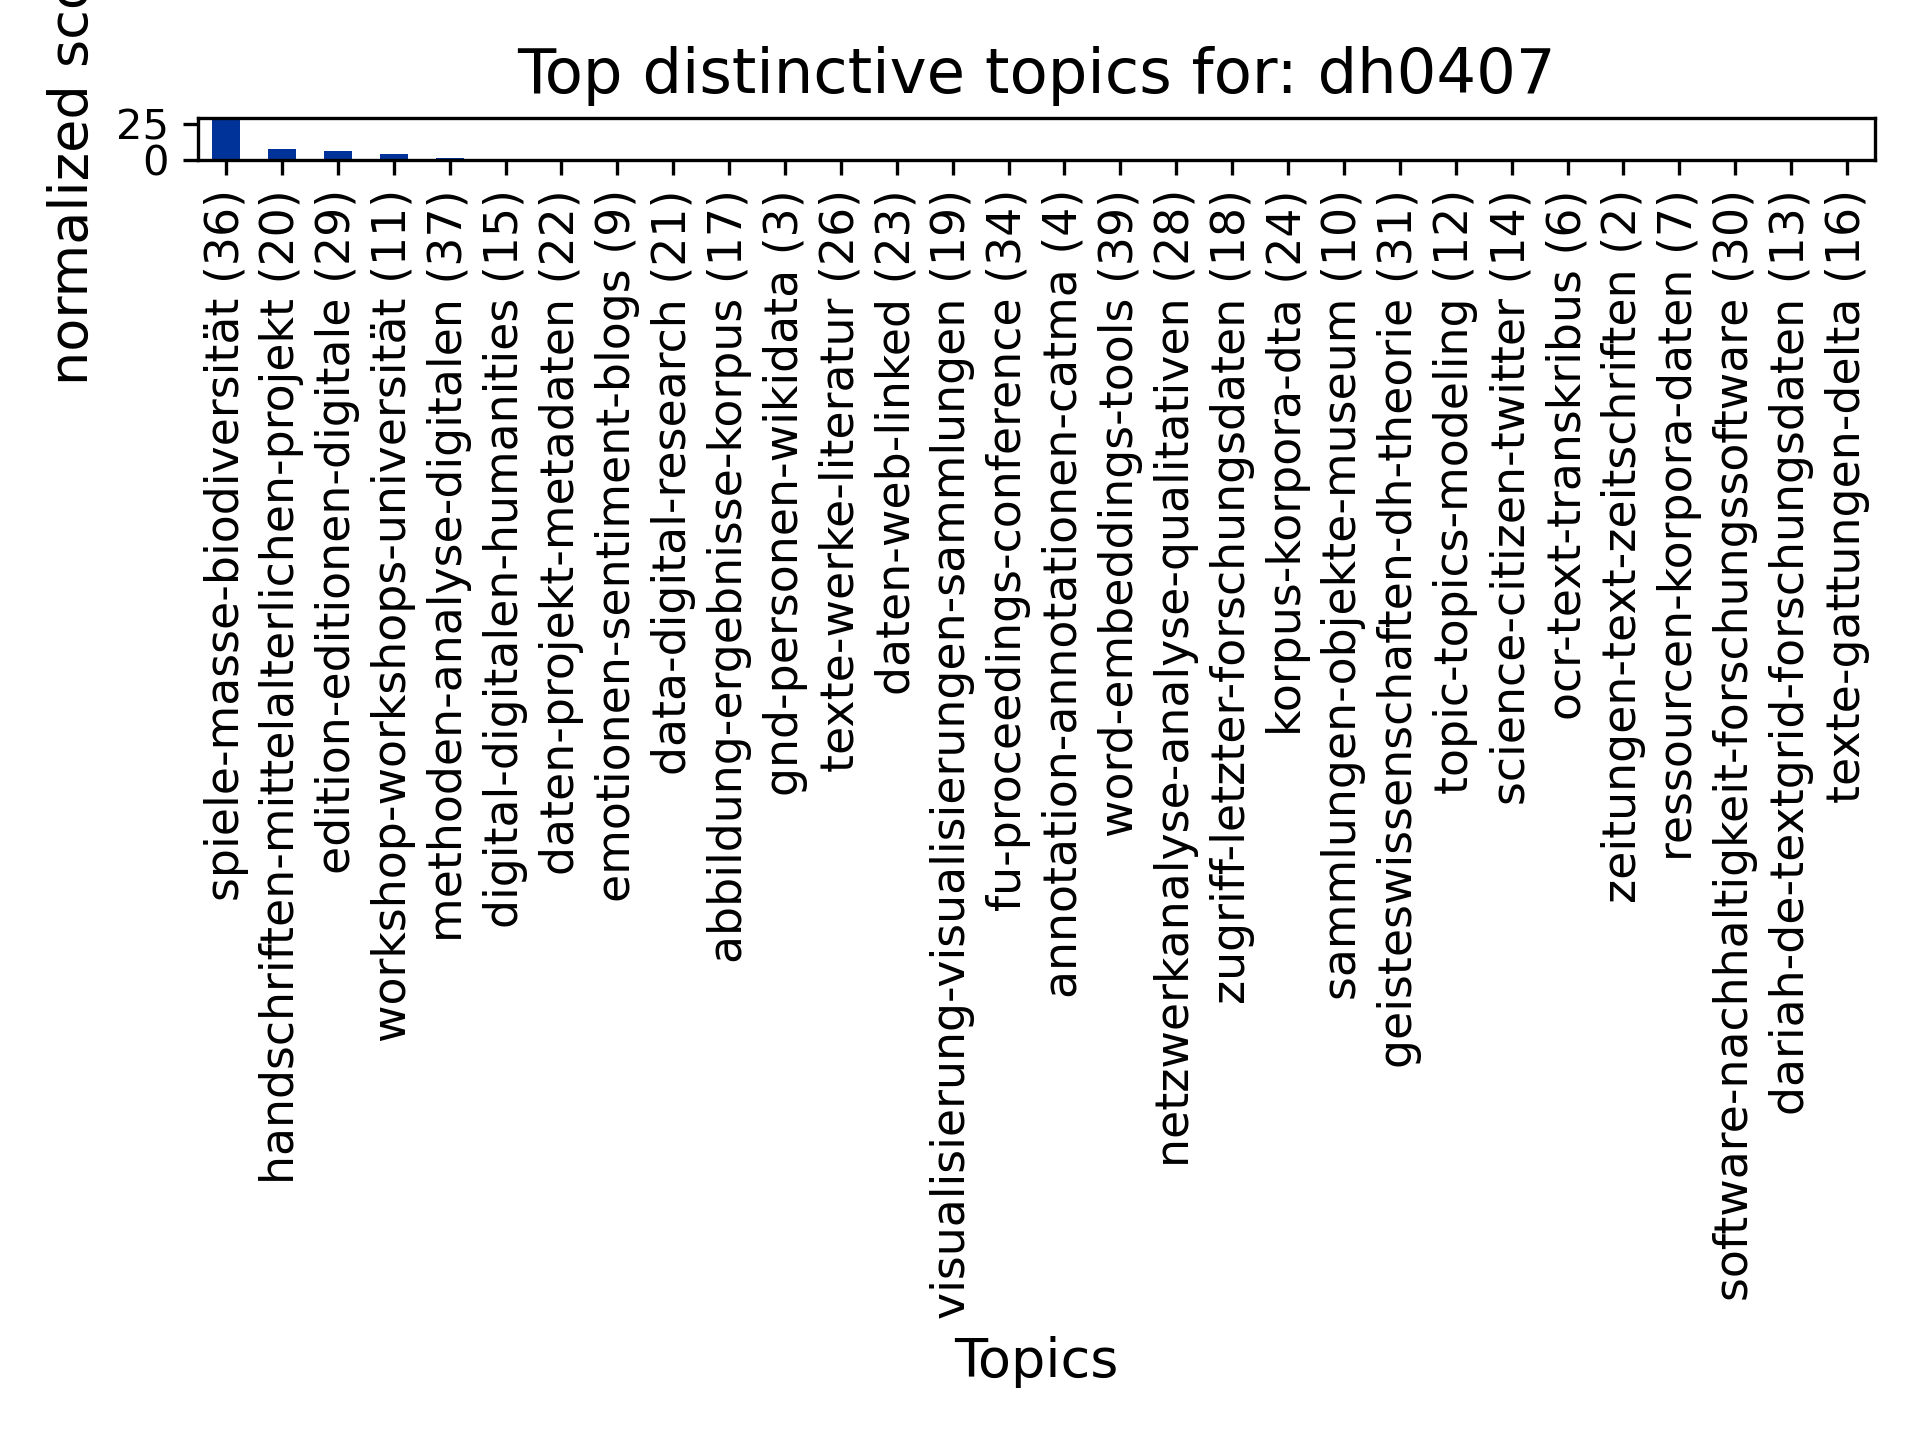 Top distinctive topics for: dh0407
normalized sco
25
0
spiele-masse-biodiversität (36)
handschriften-mittelalterlichen-projekt (20)
edition-editionen-digitale (29)
workshop-workshops-universität (11)
methoden-analyse-digitalen (37)
digital-digitalen-humanities (15)
daten-projekt-metadaten (22)
emotionen-sentiment-blogs (9)
data-digital-research (21)
abbildung-ergebnisse-korpus (17)
gnd-personen-wikidata (3)
texte-werke-literatur (26)
daten-web-linked (23)
visualisierung-visualisierungen-sammlungen (19)
fu-proceedings-conference (34)
annotation-annotationen-catma (4)
word-embeddings-tools (39)
netzwerkanalyse-analyse-qualitativen (28)
zugriff-letzter-forschungsdaten (18)
korpus-korpora-dta (24)
sammlungen-objekte-museum (10)
geisteswissenschaften-dh-theorie (31)
topic-topics-modeling (12)
science-citizen-twitter (14)
ocr-text-transkribus (6)
zeitungen-text-zeitschriften (2)
ressourcen-korpora-daten (7)
software-nachhaltigkeit-forschungssoftware (30)
dariah-de-textgrid-forschungsdaten (13)
texte-gattungen-delta (16)
Topics